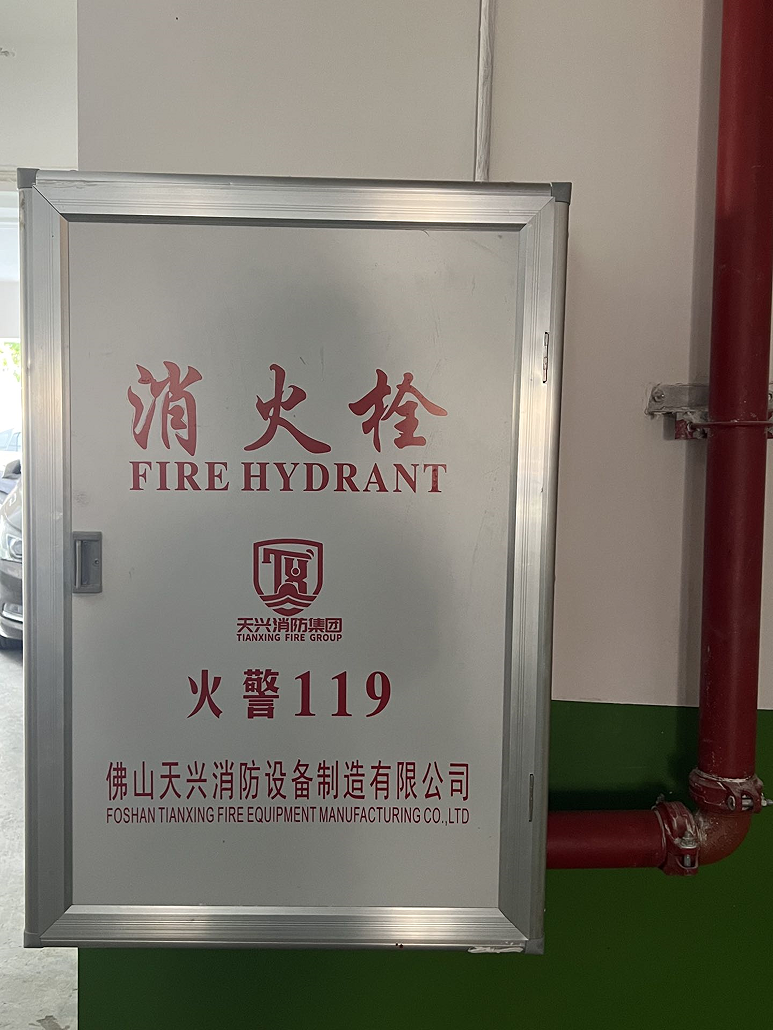 消火栓
FIRE HYDRANT
TX
天兴消防集团
TIANXING FIRE GROUP
火警119
佛山天兴消防设备制造有限公司
FOSHAN TIANXING FIRE EQUIPMENT MANUFACTURING CO.,LTD